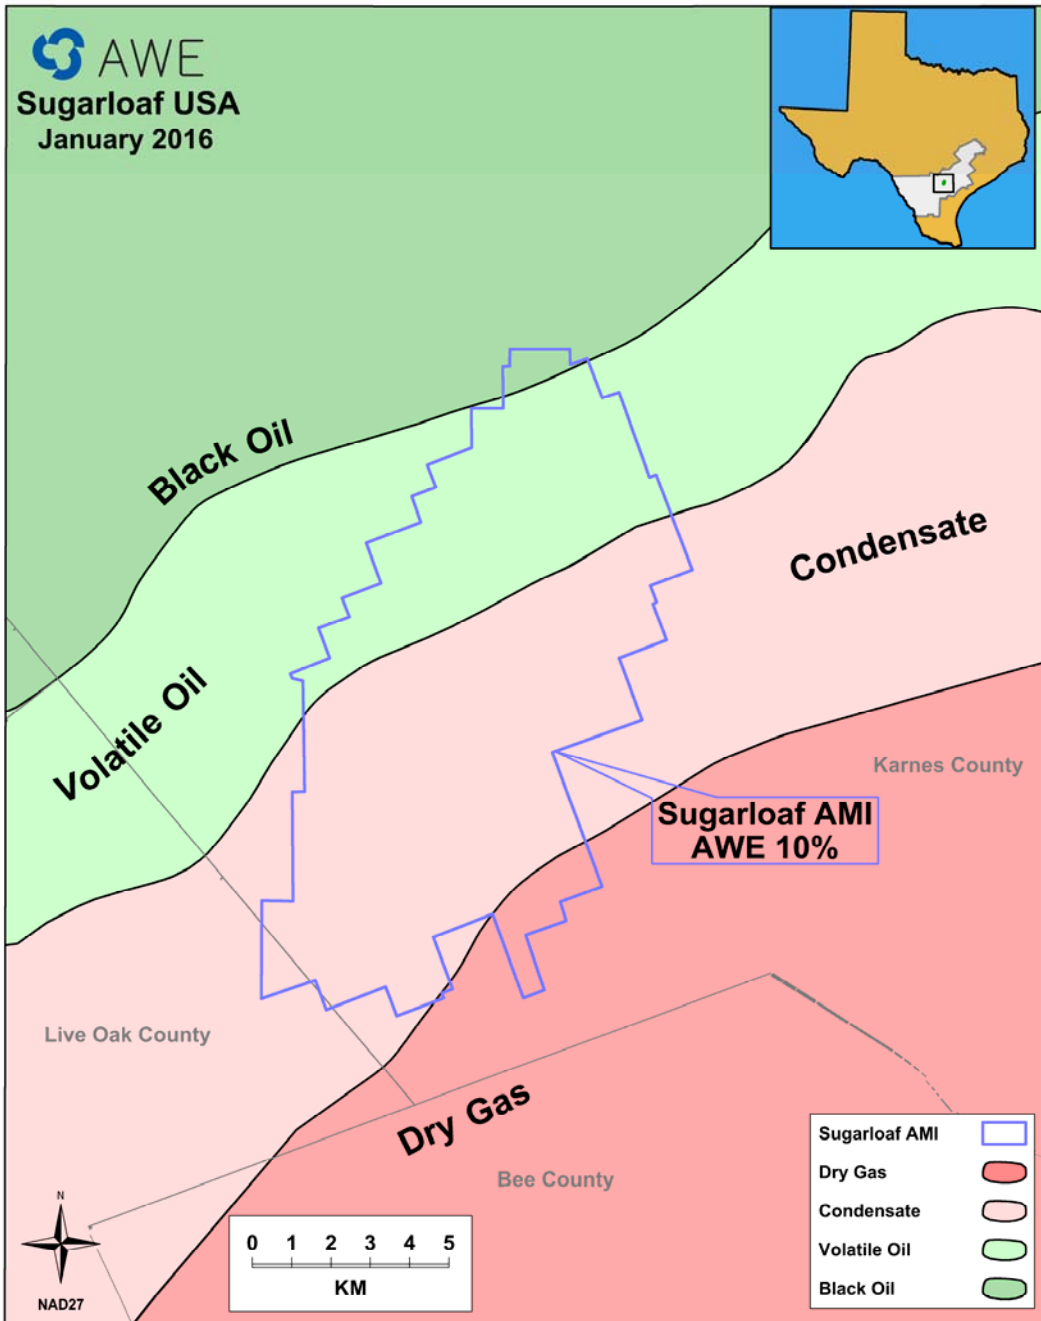 AWE
Sugarloaf USA
January 2016
Black Oil
Condensate
Volatile Oil
Karnes County
Sugarloaf AMI
AWE 10%
Live Oak County
Dry Gas
Bee County
N
NAD27
0 1 2 3 4 5
KM
Sugarloaf AMI
Dry Gas
Condensate
Volatile Oil
Black Oil